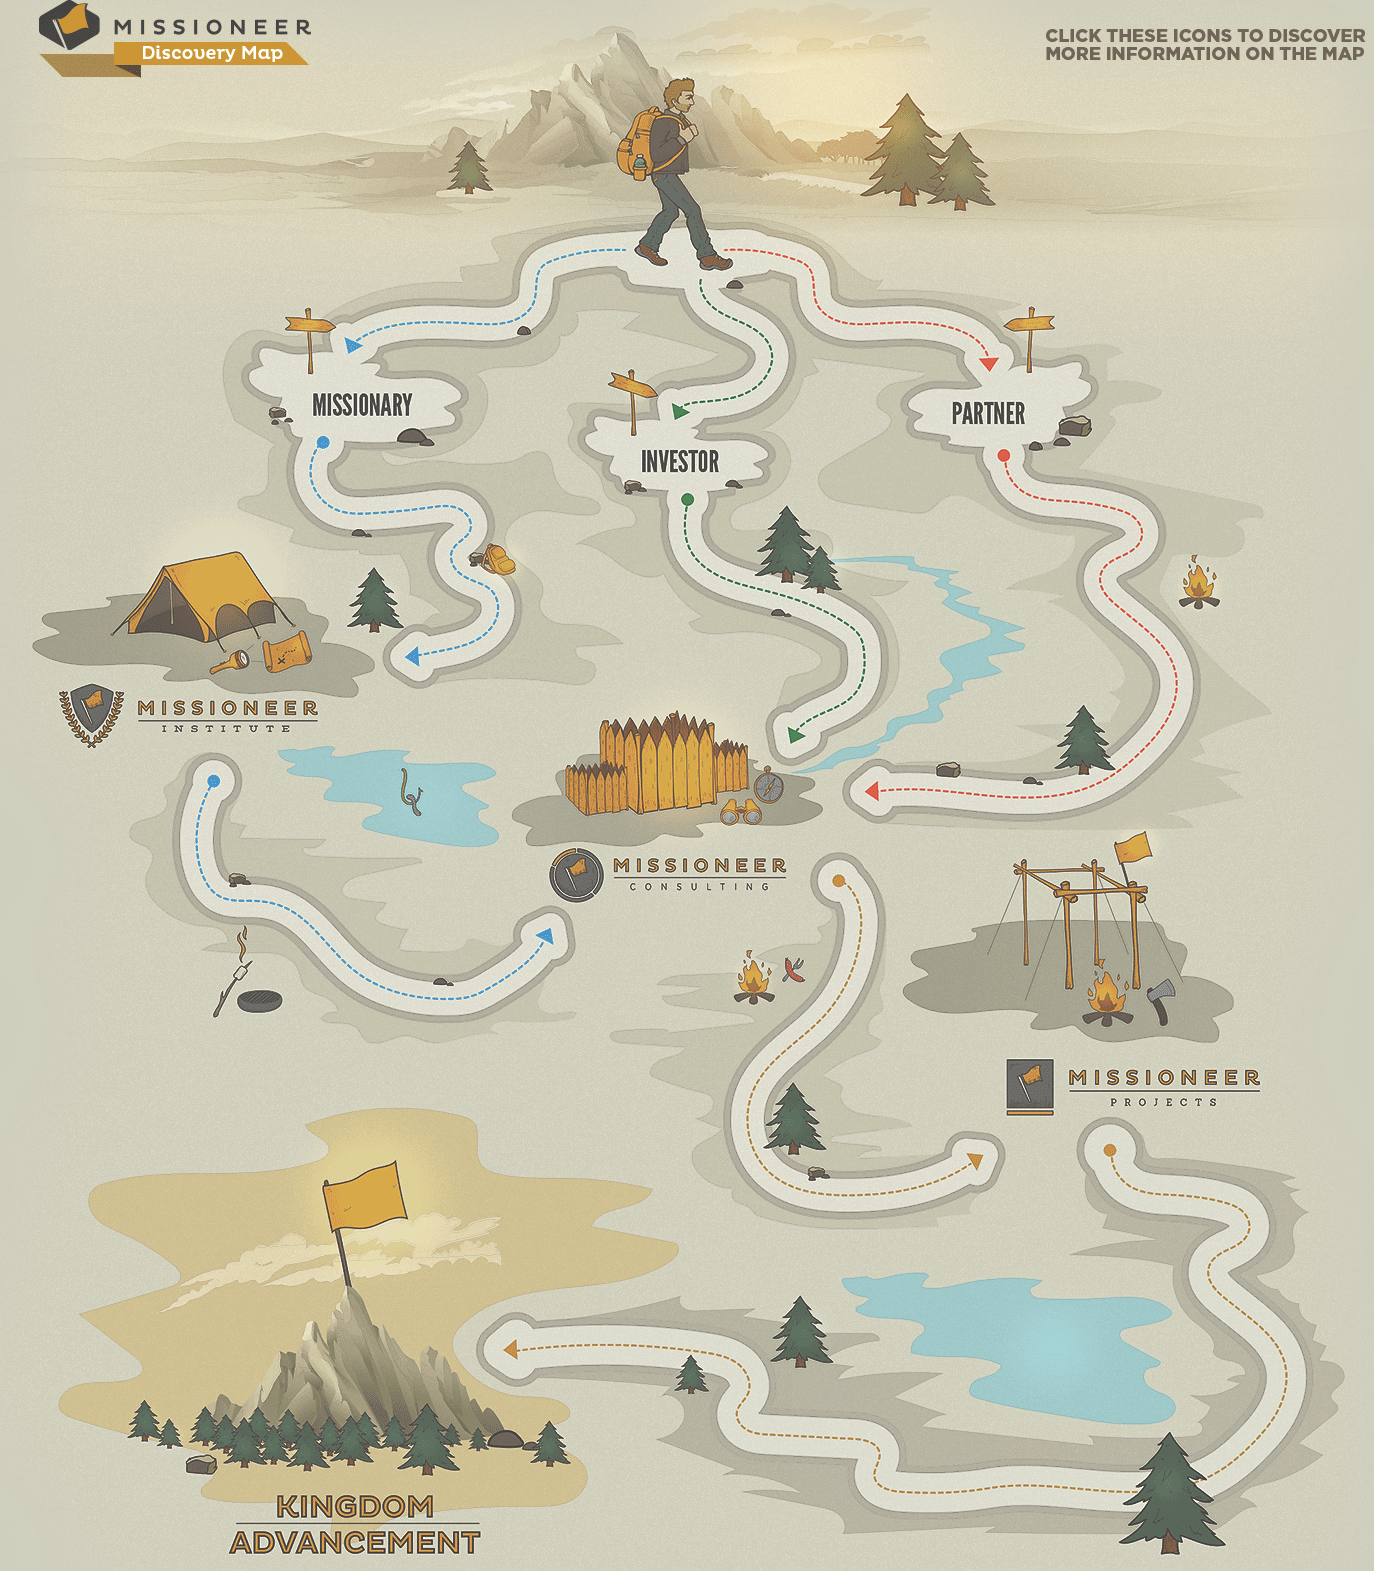 MISSIONEER
Discovery Map
CLICK THESE ICONS TO DISCOVER
MORE INFORMATION ON THE MAP
MISSIONARY
INVESTOR
PARTNER
MISSIONEER
INSTITUTE
MISSIONEER
CONSULTING
MISSIONEER
PROJECTS
KINGDOM
ADVANCEMENT